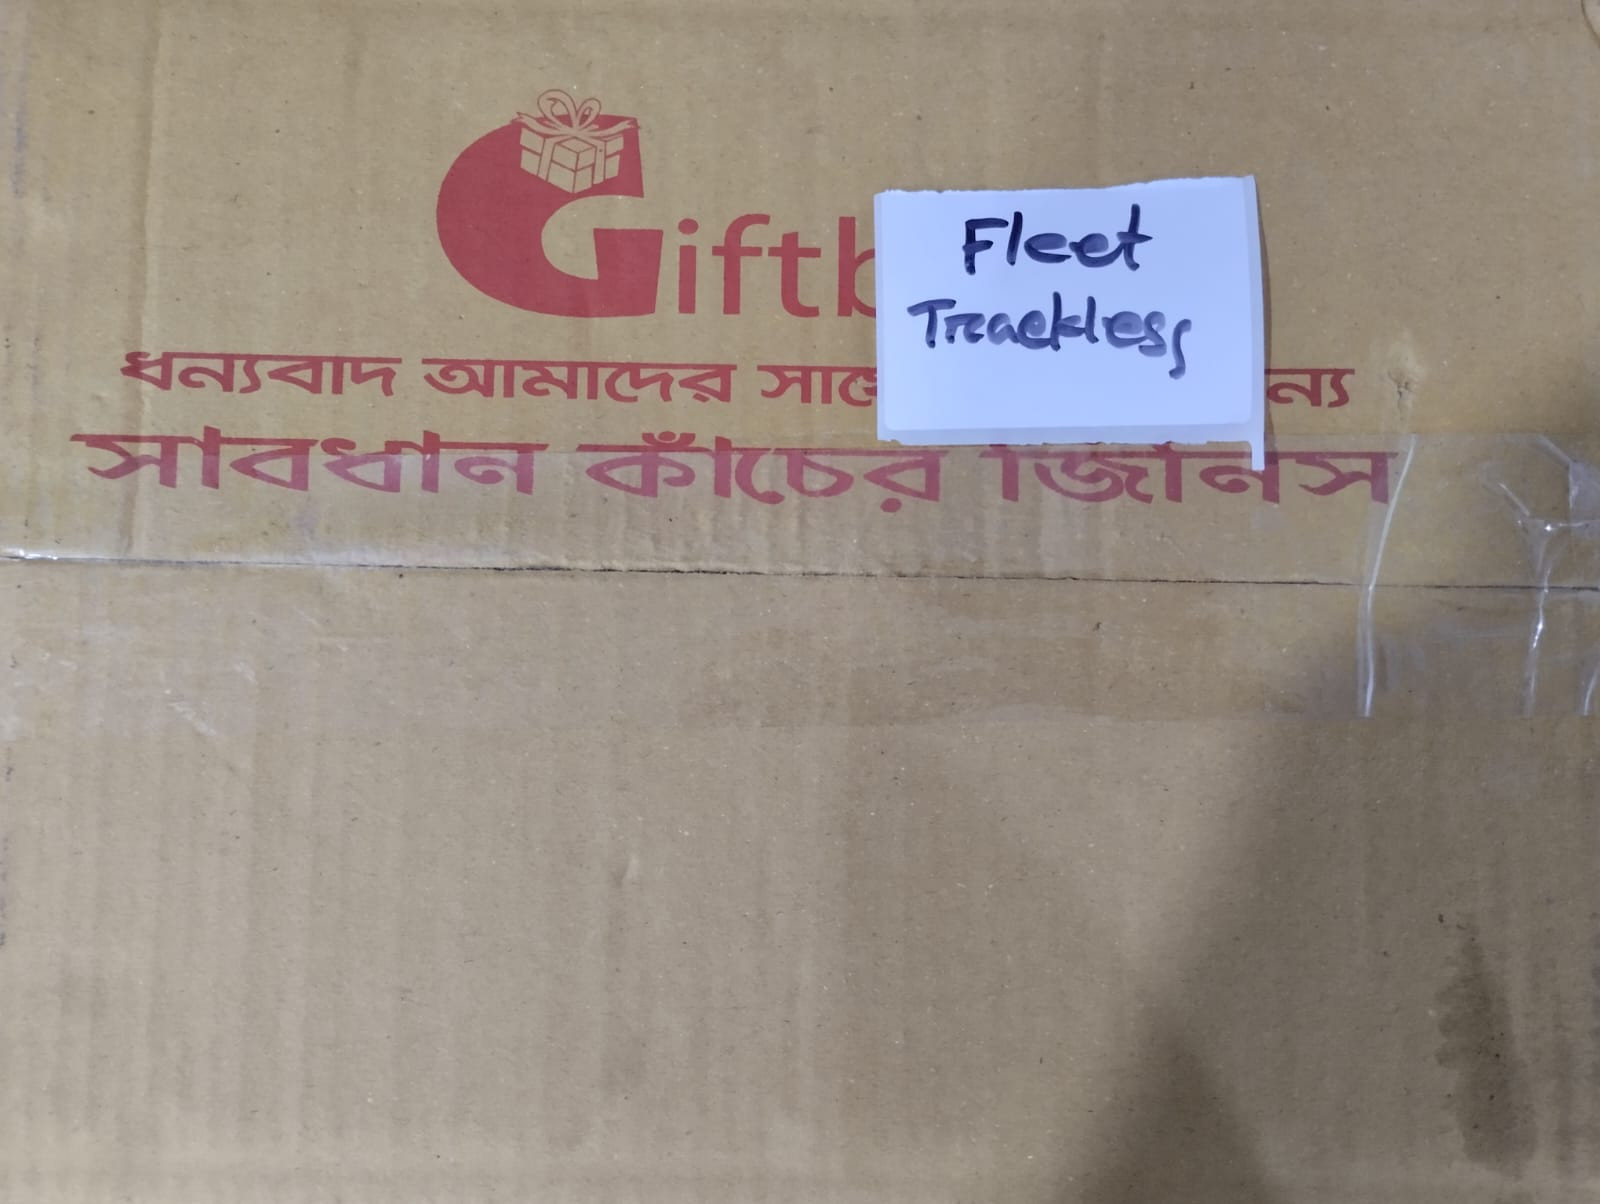 Giftb
Fleet
Trackless
ধন্যবাদ আমাদের ন্য
সাবধান কাঁচের জিনিস